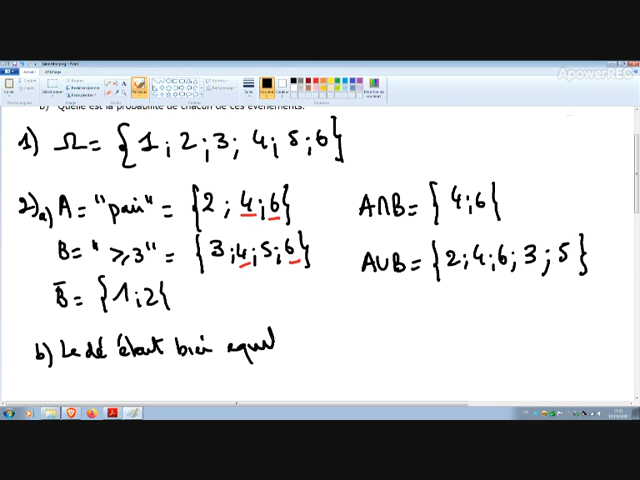 ApowerREC
b) Quelle est la probabilité de chacun de ces événements.
1) Ω = {1 ; 2 ; 3 ; 4 ; 5 ; 6}
2) a) A = "pair" = {2 ; 4 ; 6}
A∩B = {4 ; 6}
B = "≥ 3" = {3 ; 4 ; 5 ; 6}
A∪B = {2 ; 4 ; 6 ; 3 ; 5}
B̅ = {1 ; 2}
b) Le dé étant bien equil